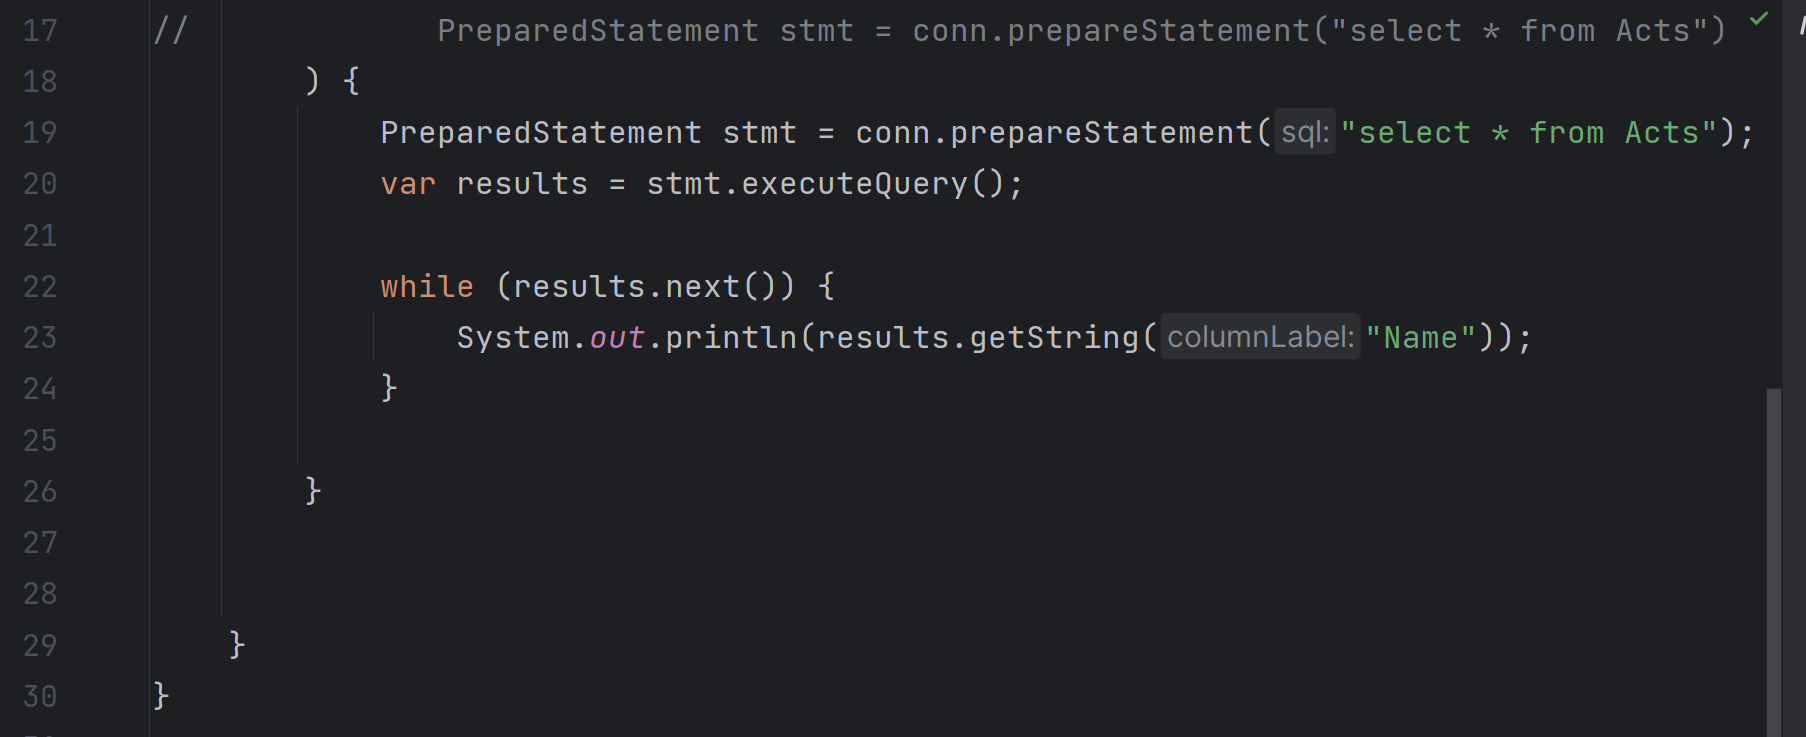 17 // PreparedStatement stmt = conn.prepareStatement("select * from Acts")
18 ) {
19 PreparedStatement stmt = conn.prepareStatement( sql: "select * from Acts");
20 var results = stmt.executeQuery();
21
22 while (results.next()) {
23 System.out.println(results.getString( columnLabel: "Name"));
24 }
25
26 }
27
28
29 }
30 }